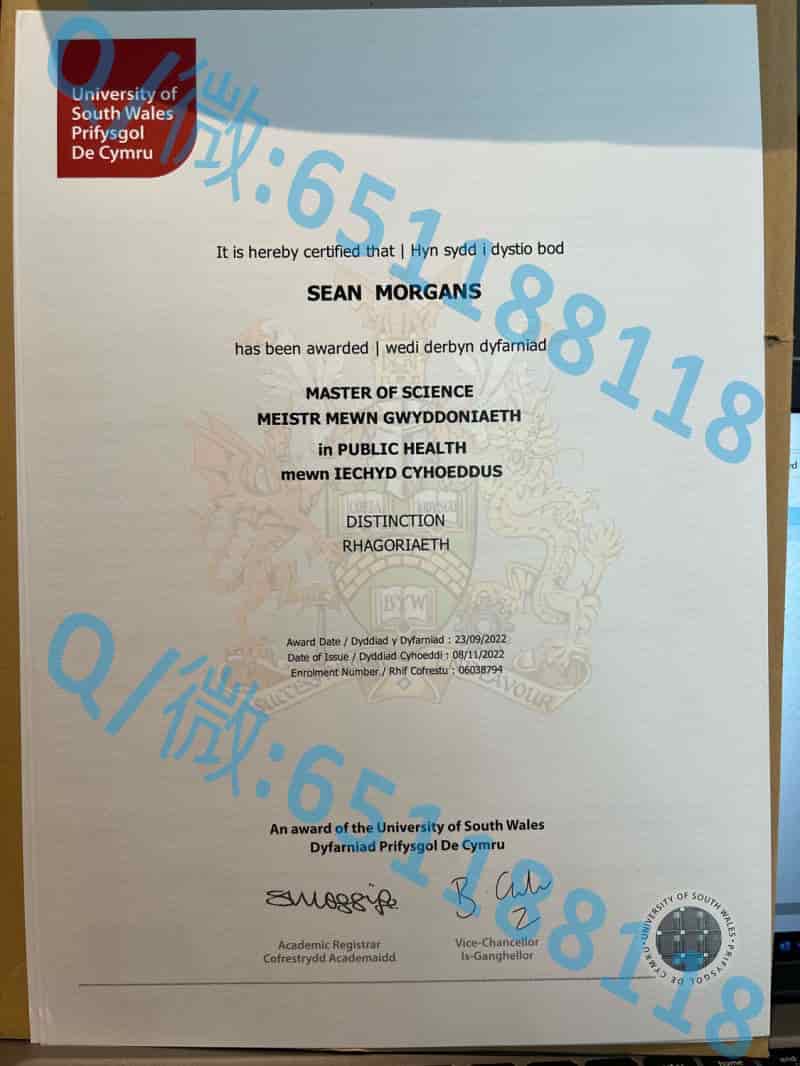 University of
South Wales
Prifysgol
De Cymru
Q/微:651188118
It is hereby certified that | Hyn sydd i dystio bod
SEAN MORGANS
has been awarded | wedi derbyn dyfarniad
MASTER OF SCIENCE
MEISTR MEWN GWYDDONIAETH
in PUBLIC HEALTH
mewn IECHYD CYHOEDDUS
DISTINCTION
RHAGORIAETH
BYW
Award Date / Dyddiad y Dyfarniad : 23/09/2022
Date of Issue / Dyddiad Cyhoeddi : 08/11/2022
Enrolment Number / Rhif Cofrestu : 06038794
Q/微:651188118
An award of the University of South Wales
Dyfarniad Prifysgol De Cymru
Academic Registrar
Cofrestrydd Academaidd
Vice-Chancellor
Is-Ganghellor
UNIVERSITY OF SOUTH WALES • PRIFYSGOL DE CYMRU •
home
end